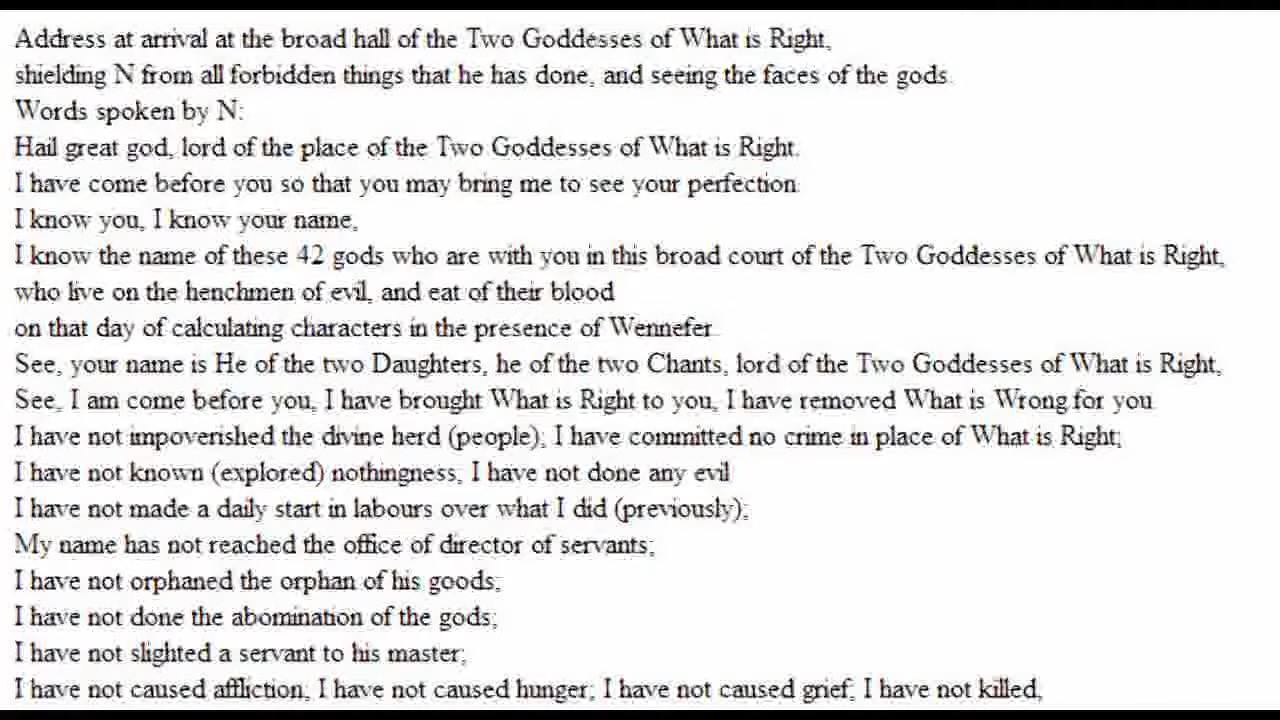 Address at arrival at the broad hall of the Two Goddesses of What is Right,
shielding N from all forbidden things that he has done, and seeing the faces of the gods.
Words spoken by N:
Hail great god, lord of the place of the Two Goddesses of What is Right.
I have come before you so that you may bring me to see your perfection.
I know you, I know your name,
I know the name of these 42 gods who are with you in this broad court of the Two Goddesses of What is Right,
who live on the henchmen of evil, and eat of their blood
on that day of calculating characters in the presence of Wennefer.
See, your name is He of the two Daughters, he of the two Chants, lord of the Two Goddesses of What is Right,
See, I am come before you, I have brought What is Right to you, I have removed What is Wrong for you.
I have not impoverished the divine herd (people); I have committed no crime in place of What is Right;
I have not known (explored) nothingness; I have not done any evil
I have not made a daily start in labours over what I did (previously);
My name has not reached the office of director of servants;
I have not orphaned the orphan of his goods;
I have not done the abomination of the gods;
I have not slighted a servant to his master;
I have not caused affliction; I have not caused hunger; I have not caused grief; I have not killed,